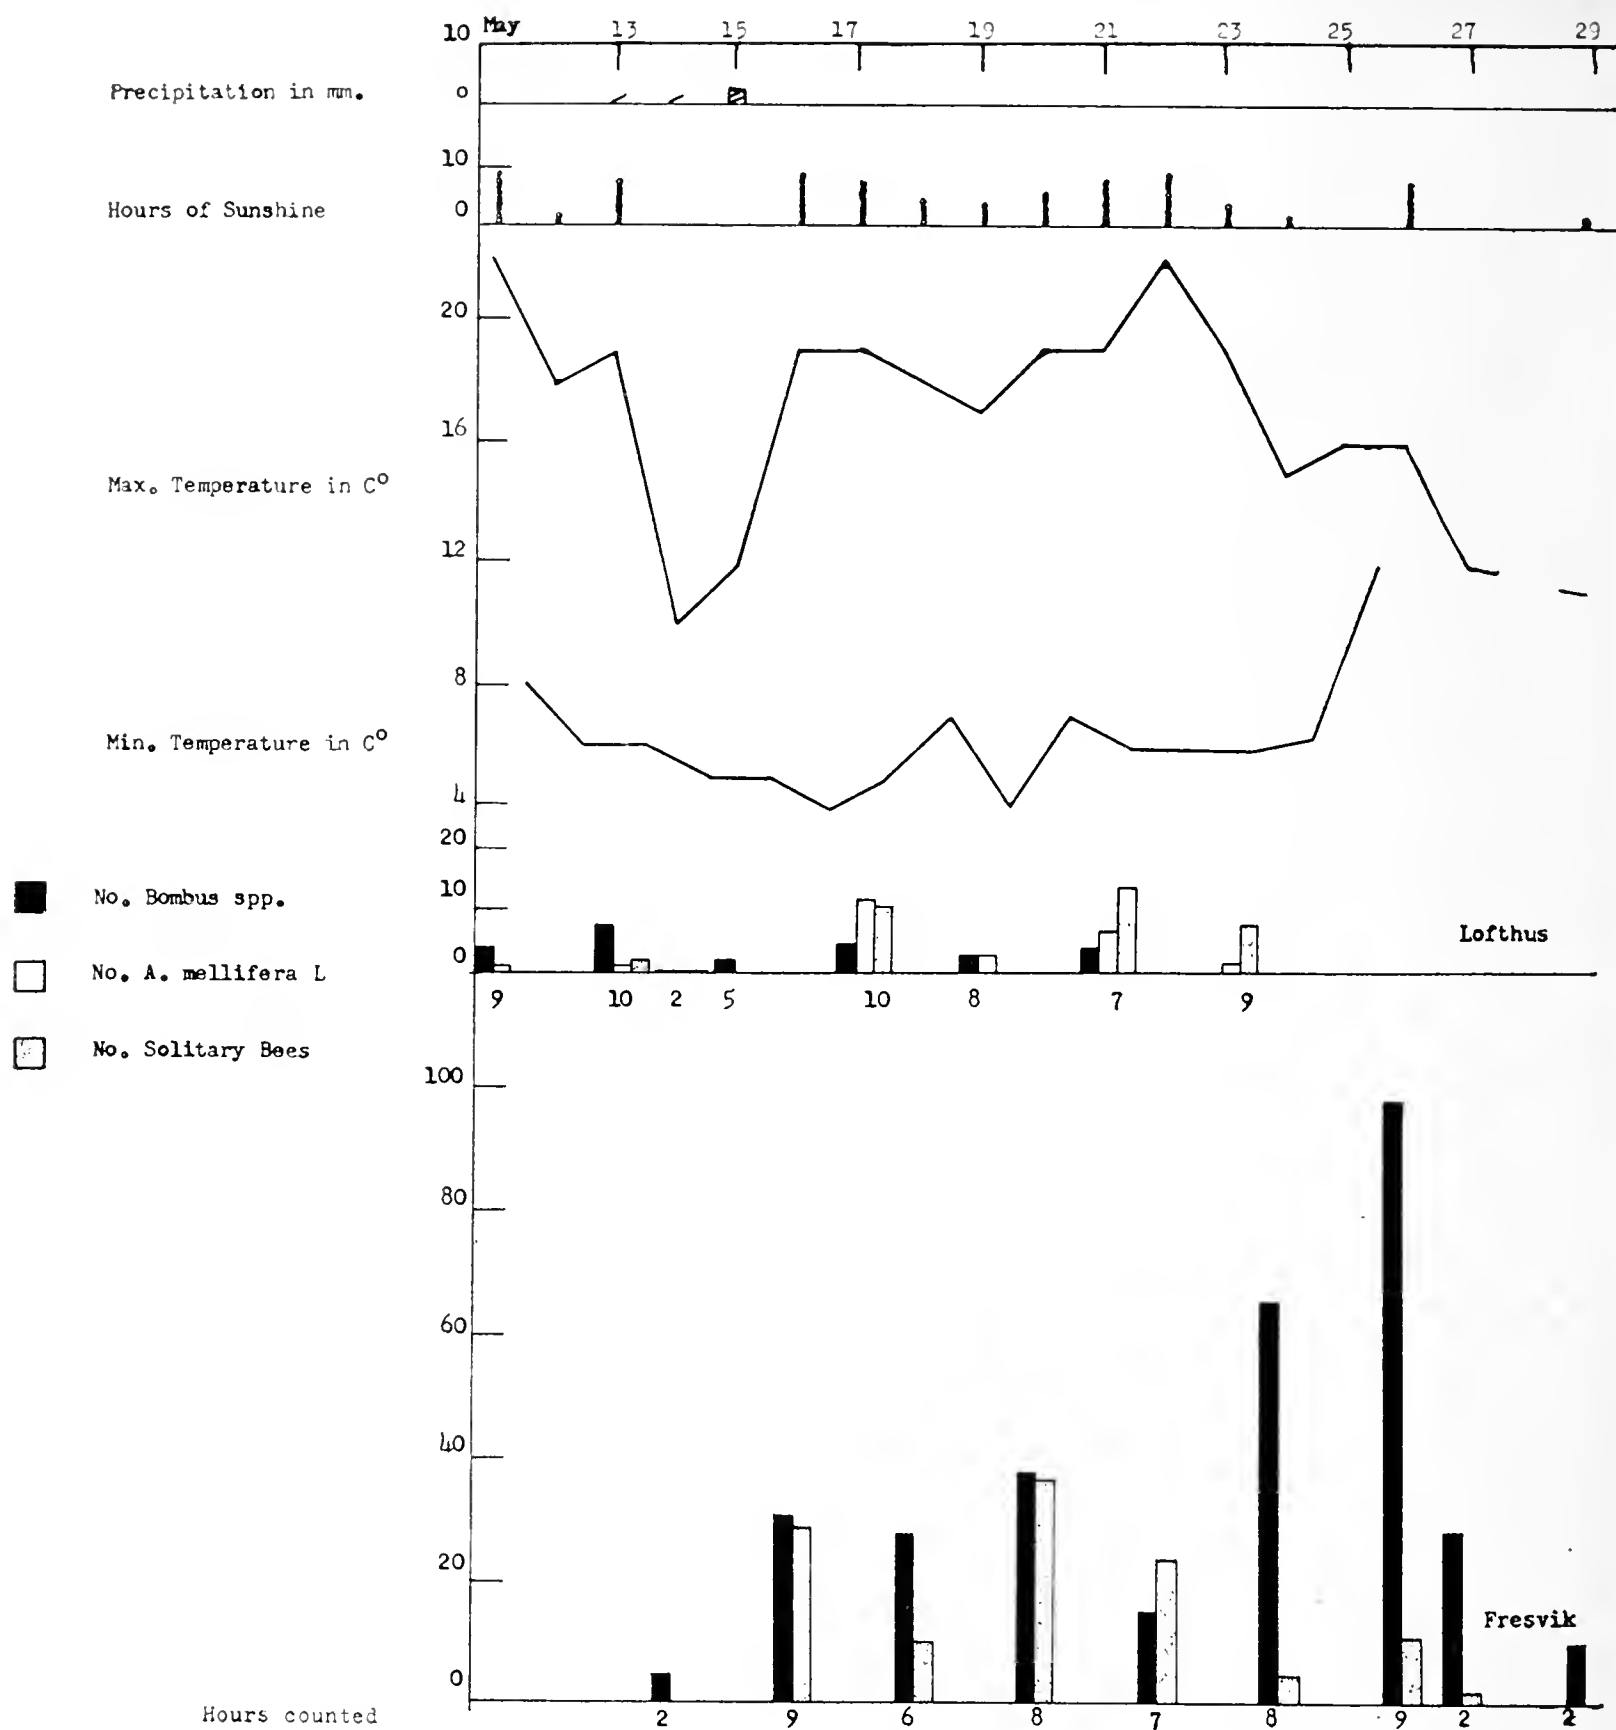 10 May 13 15 17 19 21 23 25 27 29
Precipitation in mm.
0
10
Hours of Sunshine
0
20
16
Max. Temperature in C°
12
8
Min. Temperature in C°
4
20
No. Bombus spp.
10
Lofthus
0
No. A. mellifera L
9 10 2 5 10 8 7 9
No. Solitary Bees
100
80
60
40
20
Fresvik
0
Hours counted 2 9 6 8 7 8 9 2 2